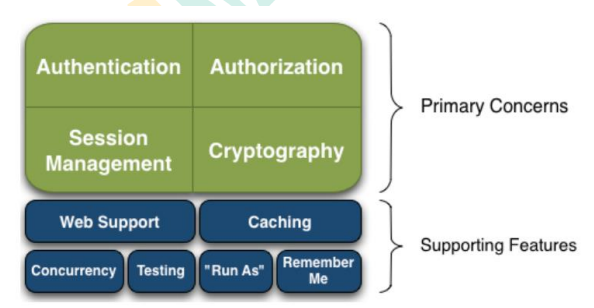 Authentication
Authorization
Primary Concerns
Session
Management
Cryptography
Web Support
Caching
Supporting Features
Concurrency
Testing
"Run As"
Remember
Me